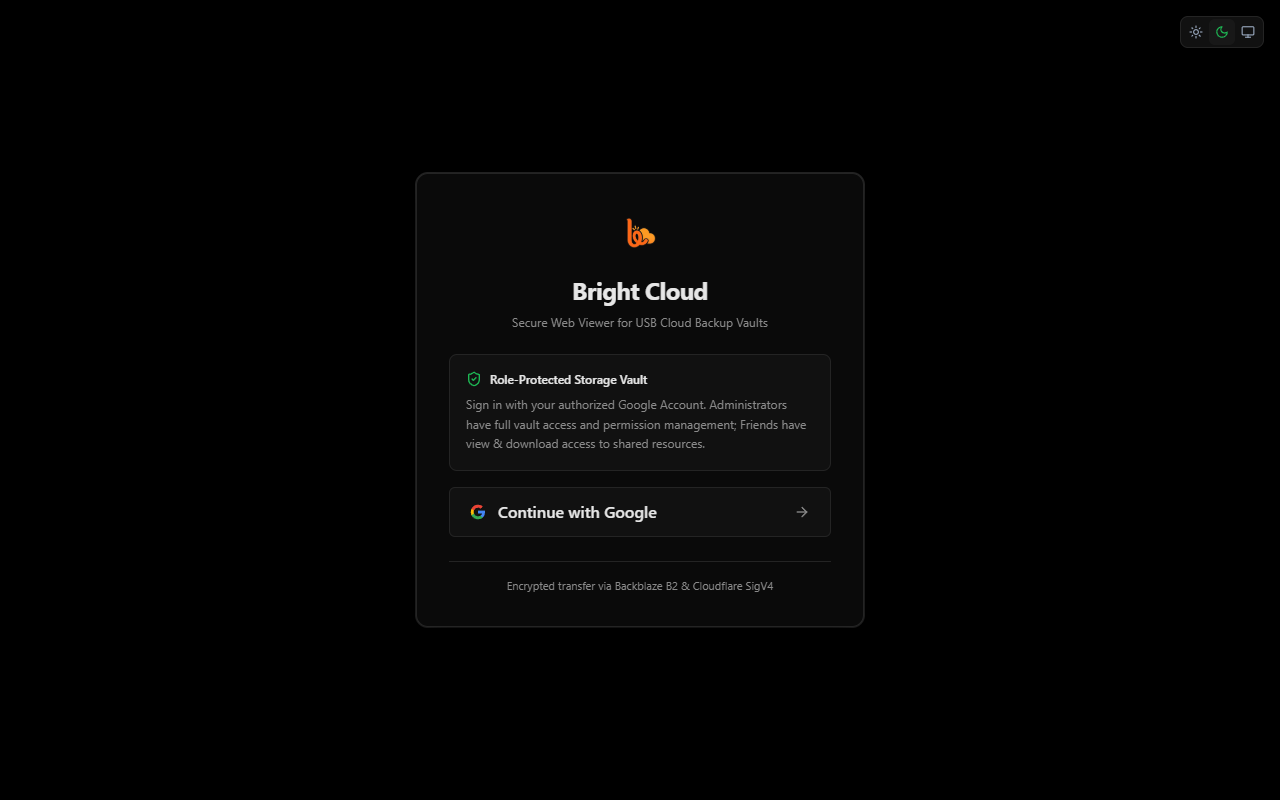 Bright Cloud
Secure Web Viewer for USB Cloud Backup Vaults
Role-Protected Storage Vault
Sign in with your authorized Google Account. Administrators
have full vault access and permission management; Friends have
view & download access to shared resources.
Continue with Google
Encrypted transfer via Backblaze B2 & Cloudflare SigV4